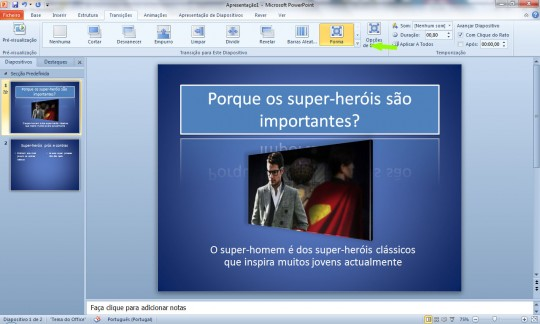 Apresentação1 - Microsoft PowerPoint
Ficheiro Base Inserir Estrutura Transições Animações Apresentação de Diapositivos Rever Ver
Pré-visualização
Nenhuma Cortar Desvanecer Empurro Limpar Dividir Revelar Barras Aleat... Forma
Opções de
Som: [Nenhum som]
Duração: 00,80
Aplicar A Todos
Avançar Diapositivo
Com Clique do Rato
Após: 00:00,00
Pré-visualização Transição para Este Diapositivo Temporização
Diapositivos Destaques
Secção Predefinida
1
Porque os super-heróis são importantes?
2
Super-heróis prós e contras
Porque os super-heróis são
importantes?
O super-homem é dos super-heróis clássicos
que inspira muitos jovens actualmente
Faça clique para adicionar notas
Diapositivo 1 de 2 Tema do Office Português (Portugal) 75%